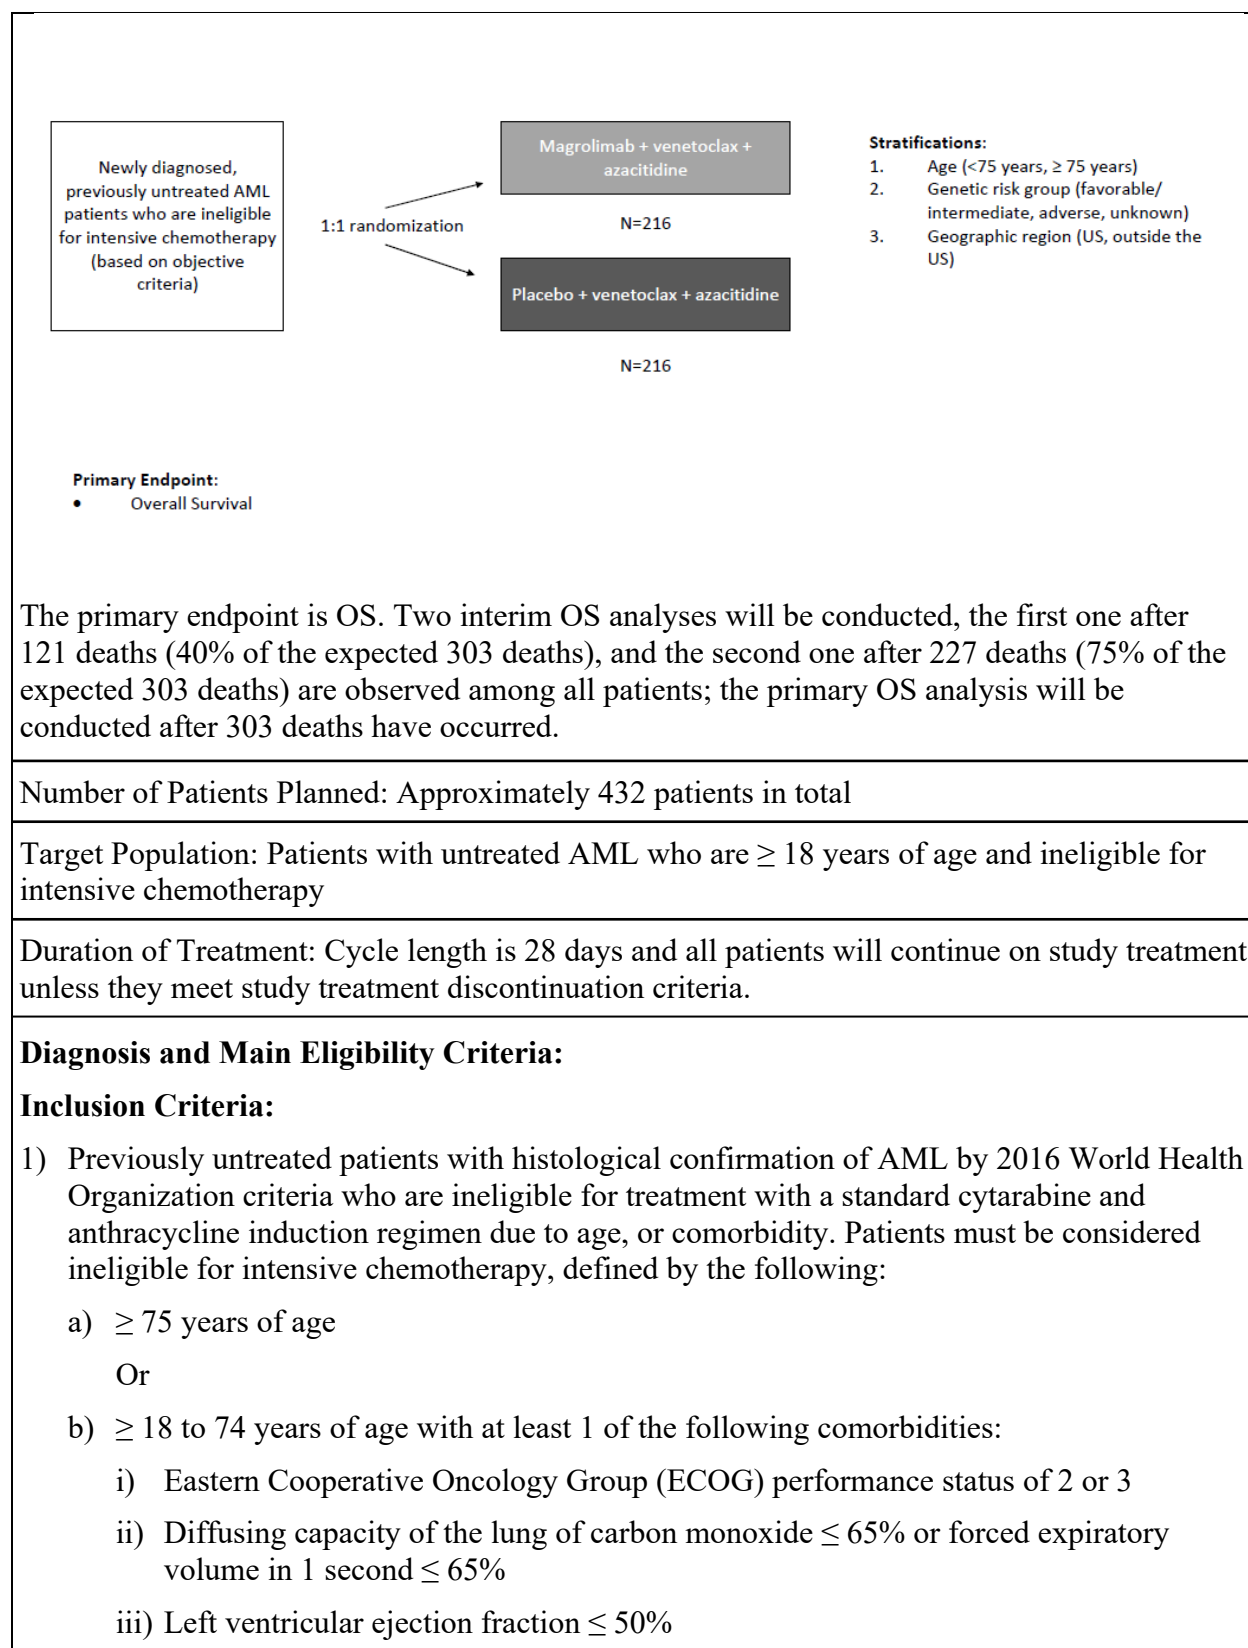 Newly diagnosed,
previously untreated AML
patients who are ineligible
for intensive chemotherapy
(based on objective
criteria)
1:1 randomization
Magrolimab + venetoclax +
azacitidine
N=216
Placebo + venetoclax + azacitidine
N=216
Stratifications:
1. Age (<75 years, ≥ 75 years)
2. Genetic risk group (favorable/
intermediate, adverse, unknown)
3. Geographic region (US, outside the
US)
Primary Endpoint:
• Overall Survival
The primary endpoint is OS. Two interim OS analyses will be conducted, the first one after
121 deaths (40% of the expected 303 deaths), and the second one after 227 deaths (75% of the
expected 303 deaths) are observed among all patients; the primary OS analysis will be
conducted after 303 deaths have occurred.
Number of Patients Planned: Approximately 432 patients in total
Target Population: Patients with untreated AML who are ≥ 18 years of age and ineligible for
intensive chemotherapy
Duration of Treatment: Cycle length is 28 days and all patients will continue on study treatment
unless they meet study treatment discontinuation criteria.
Diagnosis and Main Eligibility Criteria:
Inclusion Criteria:
1) Previously untreated patients with histological confirmation of AML by 2016 World Health
Organization criteria who are ineligible for treatment with a standard cytarabine and
anthracycline induction regimen due to age, or comorbidity. Patients must be considered
ineligible for intensive chemotherapy, defined by the following:
a) ≥ 75 years of age
Or
b) ≥ 18 to 74 years of age with at least 1 of the following comorbidities:
i) Eastern Cooperative Oncology Group (ECOG) performance status of 2 or 3
ii) Diffusing capacity of the lung of carbon monoxide ≤ 65% or forced expiratory
volume in 1 second ≤ 65%
iii) Left ventricular ejection fraction ≤ 50%